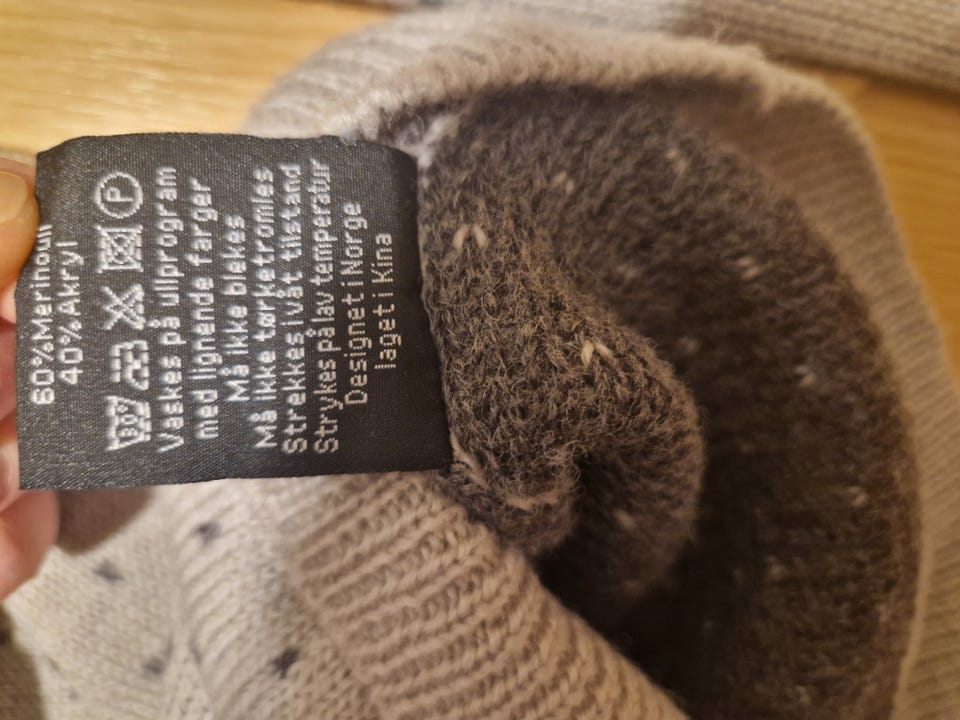 60%Merinoull
40%Akryl
30° P
Vaskes på ullprogram
med lignende farger
Må ikke blekes
Må ikke tørketromles
Strekkes i våt tilstand
Strykes på lav temperatur
Designet i Norge
laget i Kina